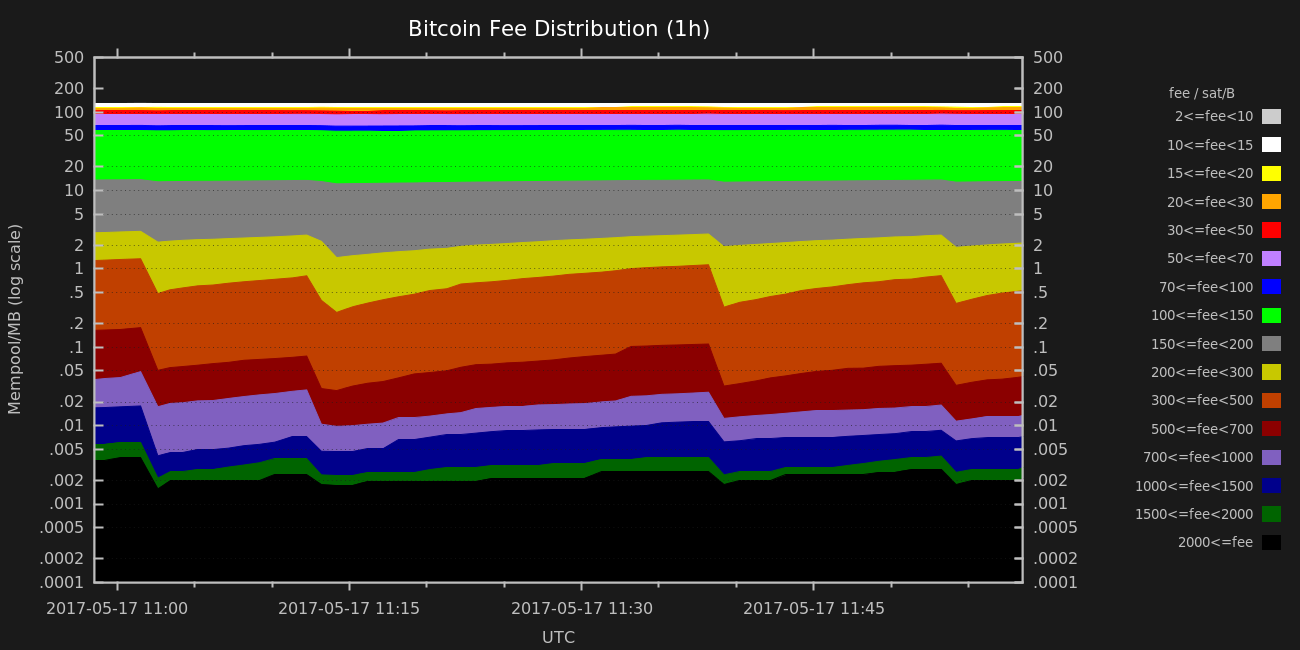 Bitcoin Fee Distribution (1h)
500
200
100
50
20
10
5
2
1
.5
.2
.1
.05
.02
.01
.005
.002
.001
.0005
.0002
.0001
Mempool/MB (log scale)
500
200
100
50
20
10
5
2
1
.5
.2
.1
.05
.02
.01
.005
.002
.001
.0005
.0002
.0001
2017-05-17 11:00 2017-05-17 11:15 2017-05-17 11:30 2017-05-17 11:45
UTC
fee / sat/B
2<=fee<10
10<=fee<15
15<=fee<20
20<=fee<30
30<=fee<50
50<=fee<70
70<=fee<100
100<=fee<150
150<=fee<200
200<=fee<300
300<=fee<500
500<=fee<700
700<=fee<1000
1000<=fee<1500
1500<=fee<2000
2000<=fee